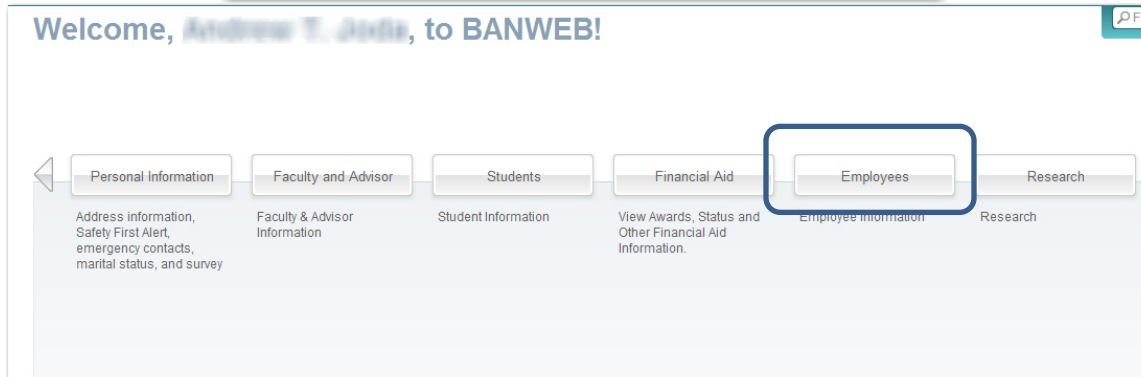 Welcome, , to BANWEB!
F
Personal Information
Faculty and Advisor
Students
Financial Aid
Employees
Research
Address information,
Safety First Alert,
emergency contacts,
marital status, and survey
Faculty & Advisor
Information
Student Information
View Awards, Status and
Other Financial Aid
Information.
Employee Information
Research